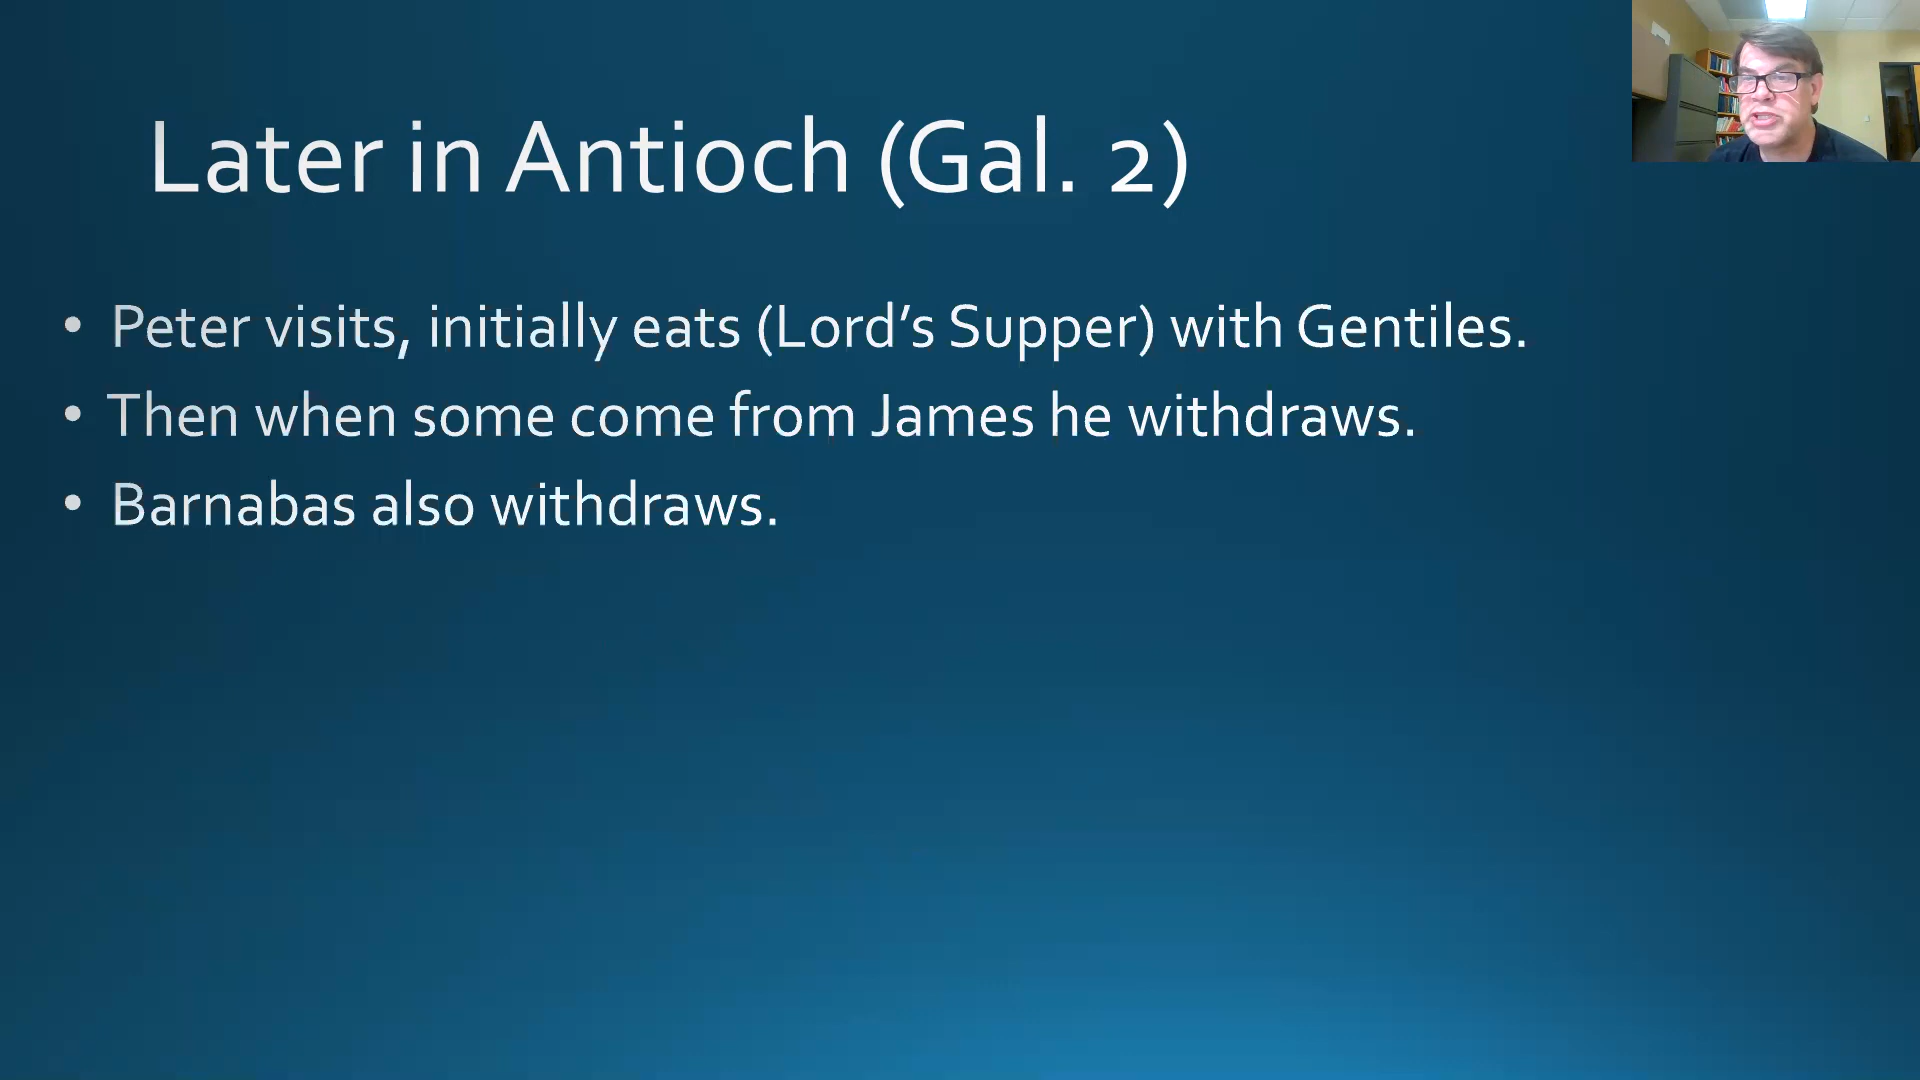 Later in Antioch (Gal. 2)
• Peter visits, initially eats (Lord’s Supper) with Gentiles.
• Then when some come from James he withdraws.
• Barnabas also withdraws.